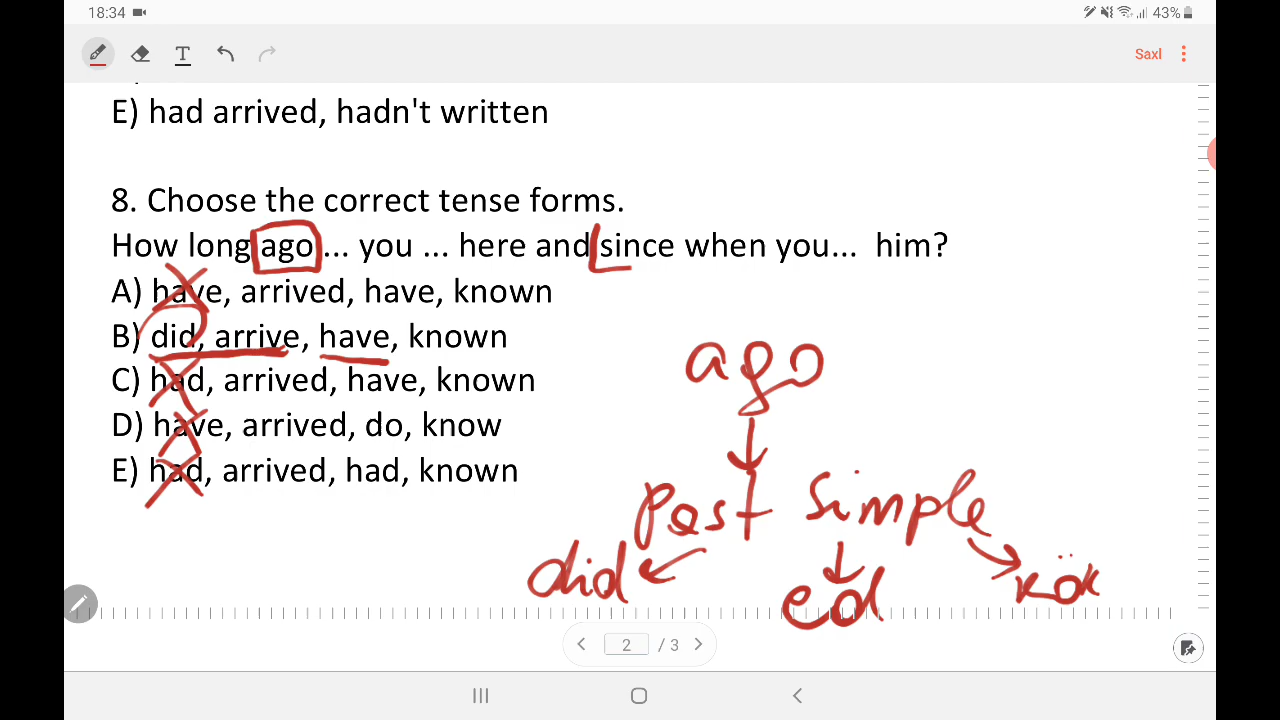 18:34 43%
T Saxl
E) had arrived, hadn't written
8. Choose the correct tense forms.
How long ago ... you ... here and since when you... him?
A) have, arrived, have, known
B) did, arrive, have, known
C) had, arrived, have, known
D) have, arrived, do, know
E) had, arrived, had, known
ago
Past Simple
did ed kök
2 / 3